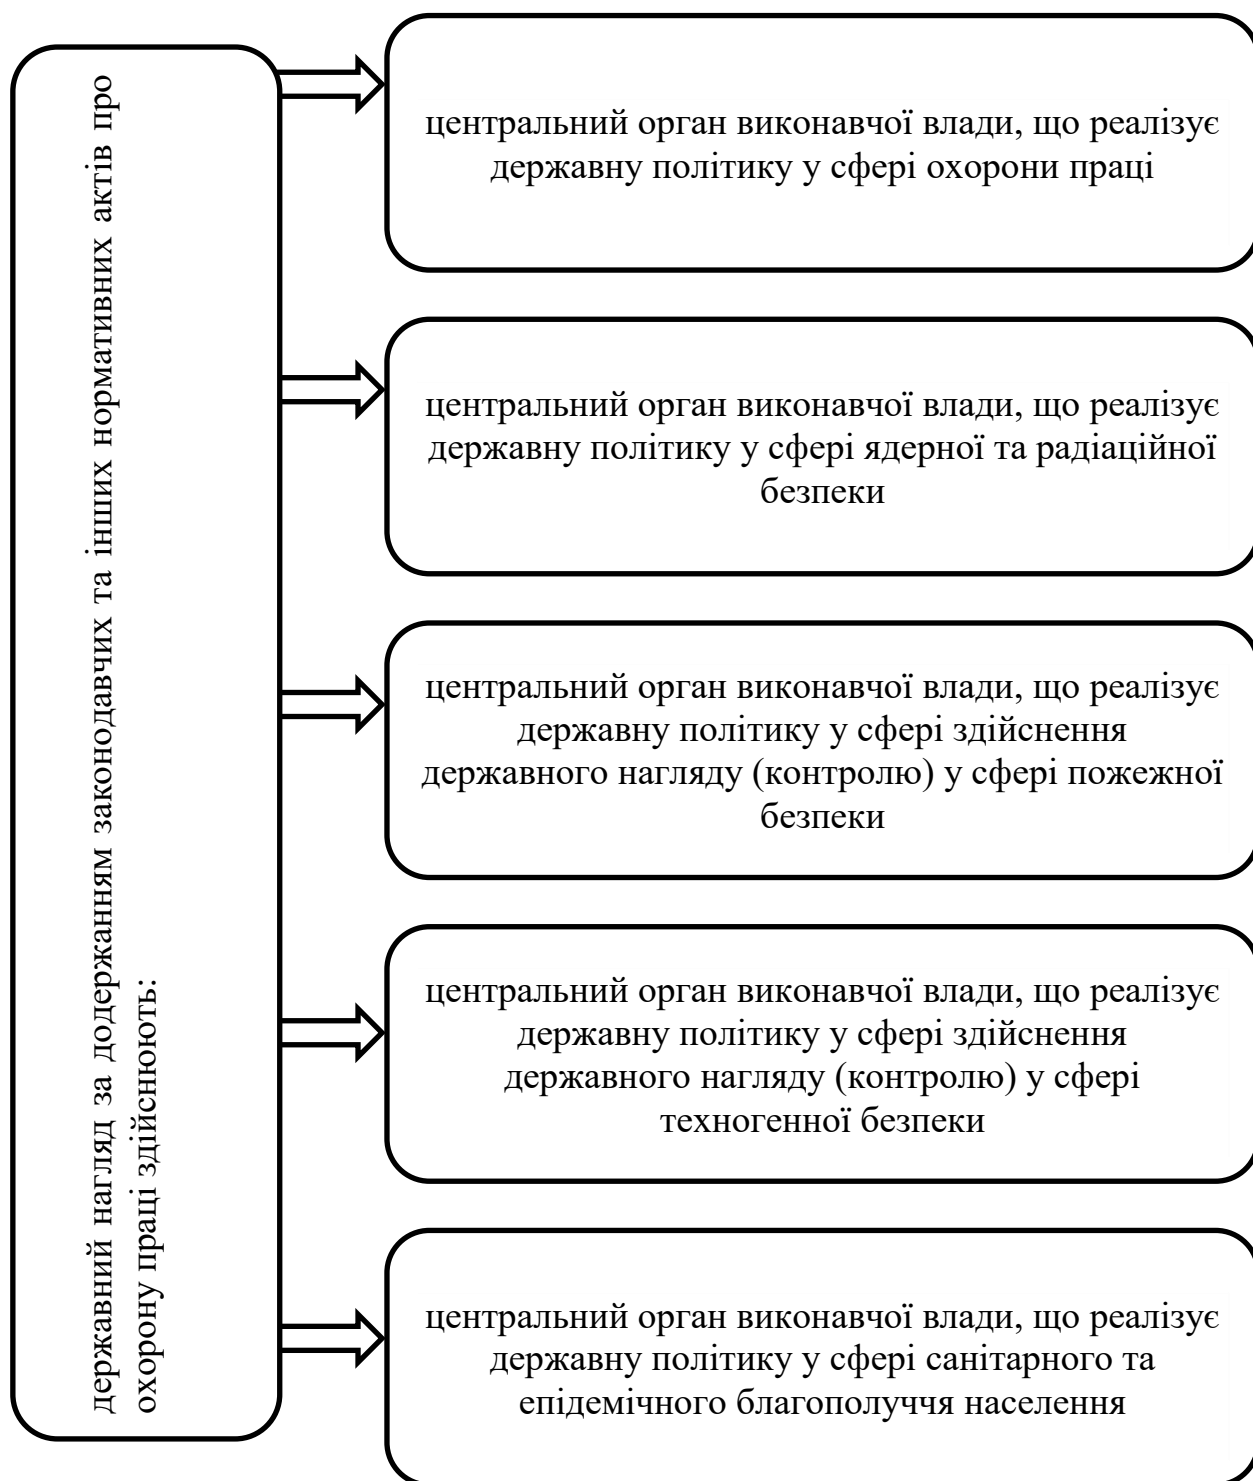 державний нагляд за додержанням законодавчих та інших нормативних актів про
охорону праці здійснюють:
центральний орган виконавчої влади, що реалізує
державну політику у сфері охорони праці
центральний орган виконавчої влади, що реалізує
державну політику у сфері ядерної та радіаційної
безпеки
центральний орган виконавчої влади, що реалізує
державну політику у сфері здійснення
державного нагляду (контролю) у сфері пожежної
безпеки
центральний орган виконавчої влади, що реалізує
державну політику у сфері здійснення
державного нагляду (контролю) у сфері
техногенної безпеки
центральний орган виконавчої влади, що реалізує
державну політику у сфері санітарного та
епідемічного благополуччя населення